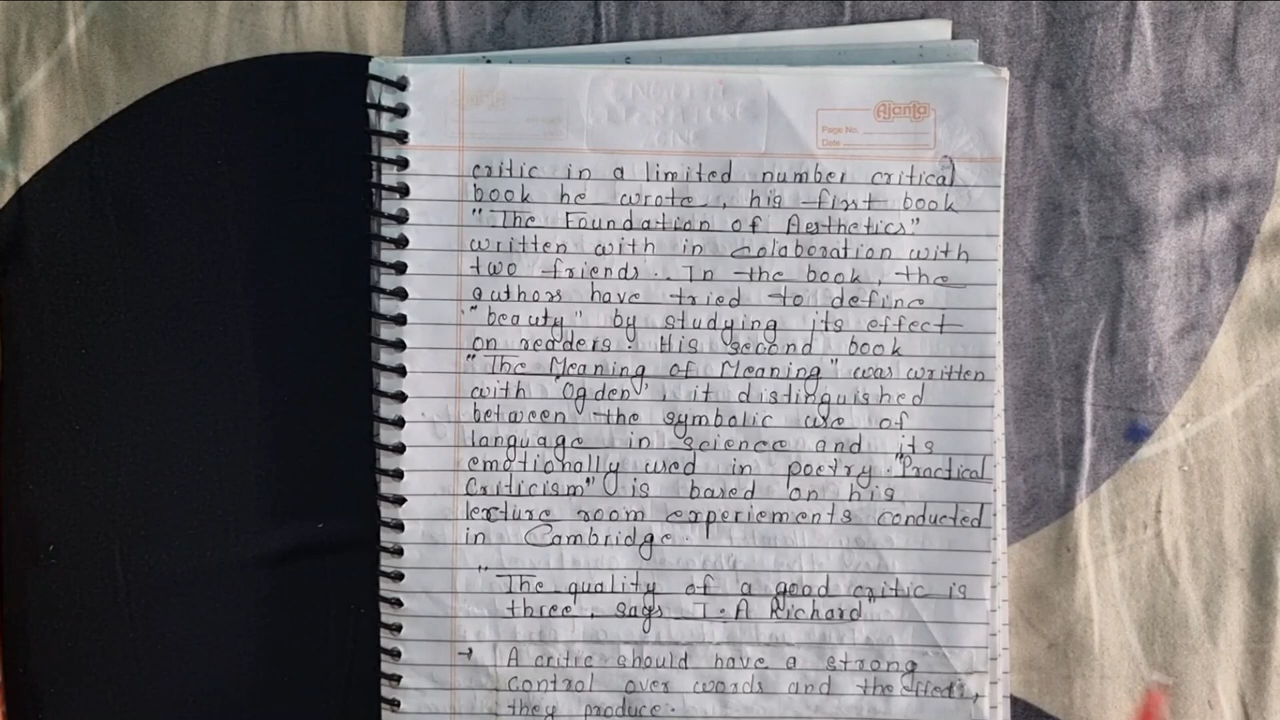 Ajanta
Page No.
Date
critic in a limited number critical
book he wrote, his first book
"The Foundation of Aesthetics"
written with in colaboration with
two friends. In the book, the
authors have tried to define
"beauty" by studying its effect
on readers. His second book
"The Meaning of Meaning" was written
with 'Ogden', it distinguished
between the symbolic use of
language in science and its
emotionally used in poetry. "Practical
Criticism" is based on his
lexture room experiements conducted
in Cambridge.
"The quality of a good critic is
three, says I.A Richard"
→ A critic should have a strong
control over words and the effects,
they produce.